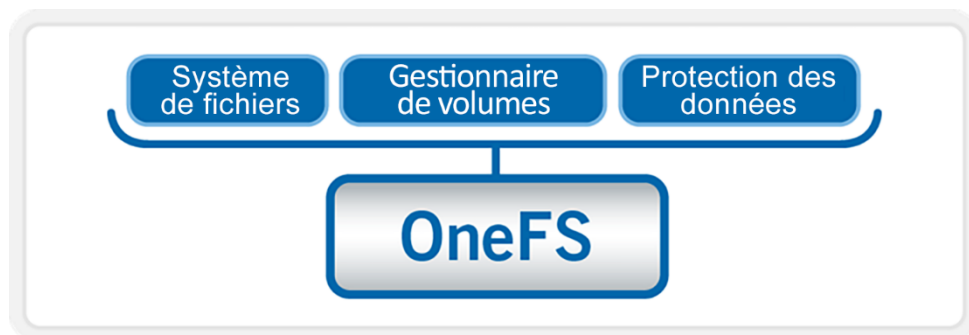 Système
de fichiers
Gestionnaire
de volumes
Protection des
données
OneFS